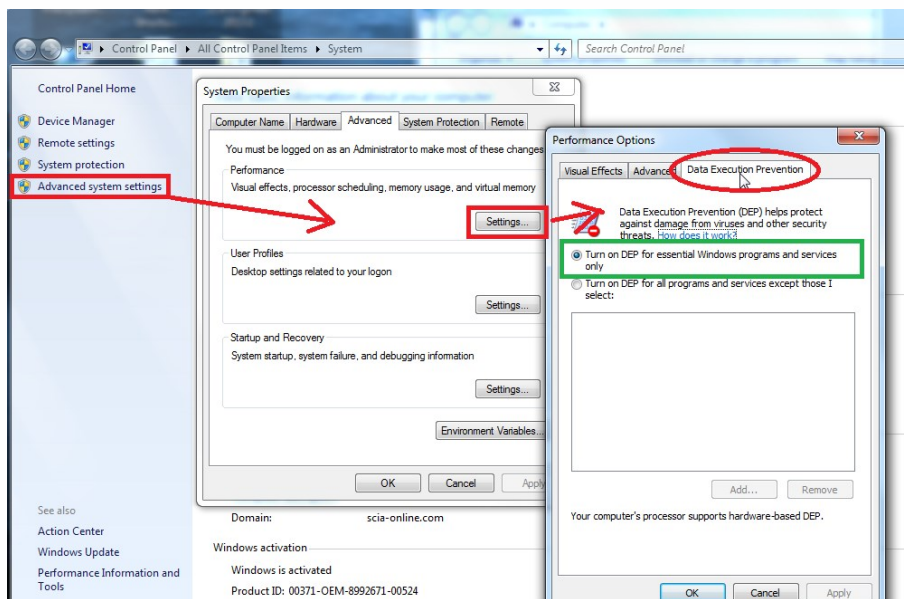 Control Panel ▸ All Control Panel Items ▸ System
Search Control Panel
Control Panel Home
Device Manager
Remote settings
System protection
Advanced system settings
See also
Action Center
Windows Update
Performance Information and
Tools
System Properties
Computer Name
Hardware
Advanced
System Protection
Remote
You must be logged on as an Administrator to make most of these changes
Performance
Visual effects, processor scheduling, memory usage, and virtual memory
Settings...
User Profiles
Desktop settings related to your logon
Settings...
Startup and Recovery
System startup, system failure, and debugging information
Settings...
Environment Variables...
OK
Cancel
Apply
Domain:
scia-online.com
Windows activation
Windows is activated
Product ID: 00371-OEM-8992671-00524
Performance Options
Visual Effects
Advanced
Data Execution Prevention
Data Execution Prevention (DEP) helps protect
against damage from viruses and other security
threats. How does it work?
Turn on DEP for essential Windows programs and services
only
Turn on DEP for all programs and services except those I
select:
Add...
Remove
Your computer's processor supports hardware-based DEP.
OK
Cancel
Apply